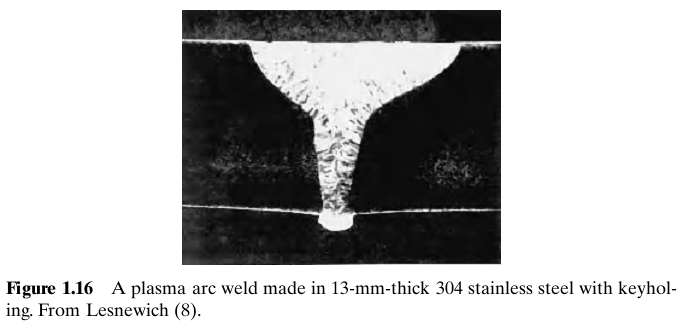 Figure 1.16 A plasma arc weld made in 13-mm-thick 304 stainless steel with keyhol-
ing. From Lesnewich (8).